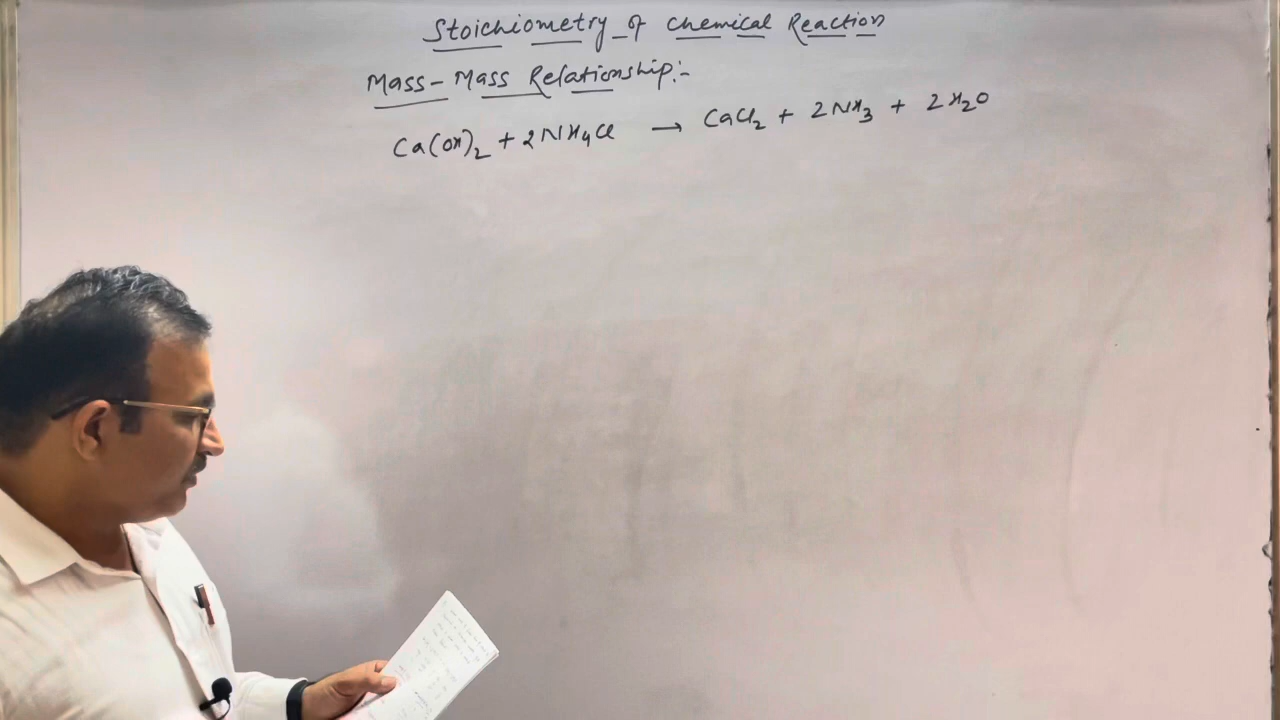 Stoichiometry of Chemical Reaction
Mass-Mass Relationship:-
Ca(OH)₂ + 2NH₄Cl → CaCl₂ + 2NH₃ + 2H₂O